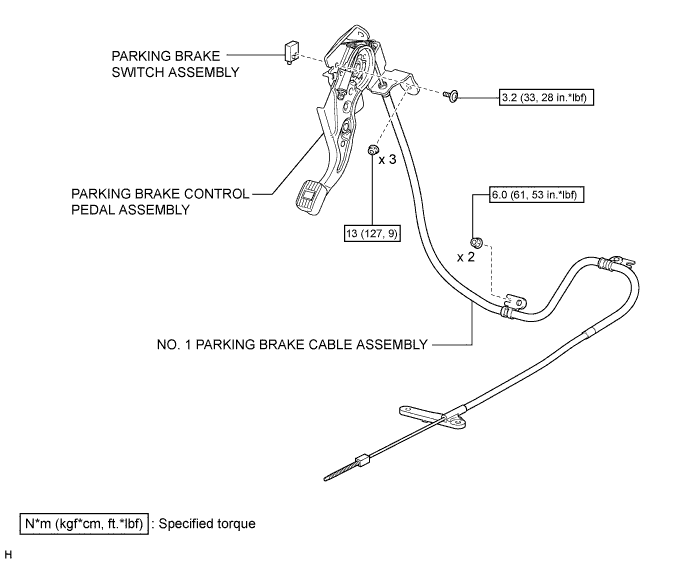 PARKING BRAKE
SWITCH ASSEMBLY
3.2 (33, 28 in.*lbf)
x 3
PARKING BRAKE CONTROL
PEDAL ASSEMBLY
6.0 (61, 53 in.*lbf)
13 (127, 9)
x 2
NO. 1 PARKING BRAKE CABLE ASSEMBLY
N*m (kgf*cm, ft.*lbf) : Specified torque
H